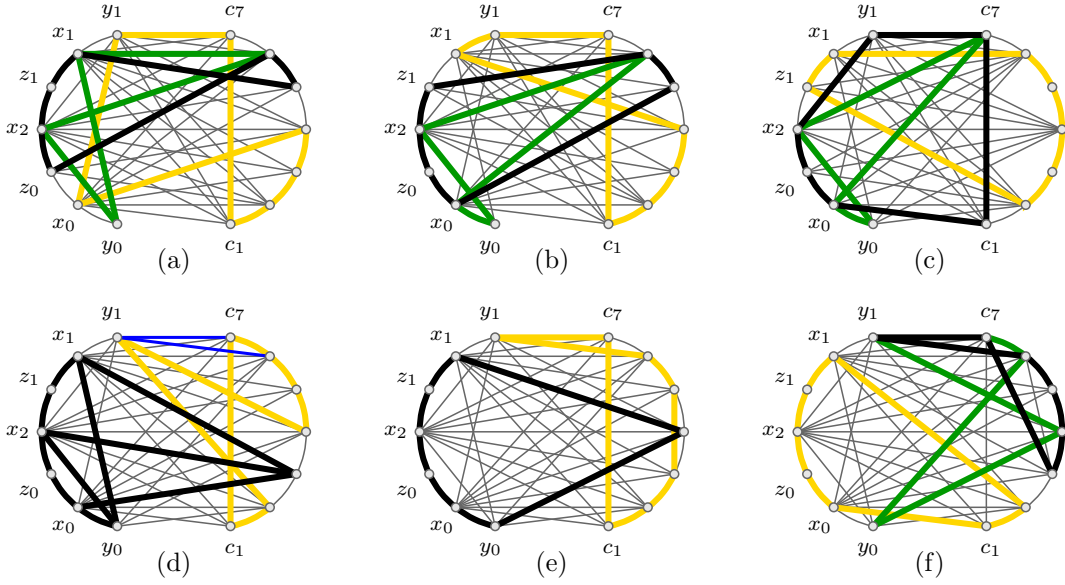 y₁ c₇ y₁ c₇ y₁ c₇
x₁ x₁ x₁
z₁ z₁ z₁
x₂ x₂ x₂
z₀ z₀ z₀
x₀ x₀ x₀
y₀ c₁ y₀ c₁ y₀ c₁
(a) (b) (c)
y₁ c₇ y₁ c₇ y₁ c₇
x₁ x₁ x₁
z₁ z₁ z₁
x₂ x₂ x₂
z₀ z₀ z₀
x₀ x₀ x₀
y₀ c₁ y₀ c₁ y₀ c₁
(d) (e) (f)